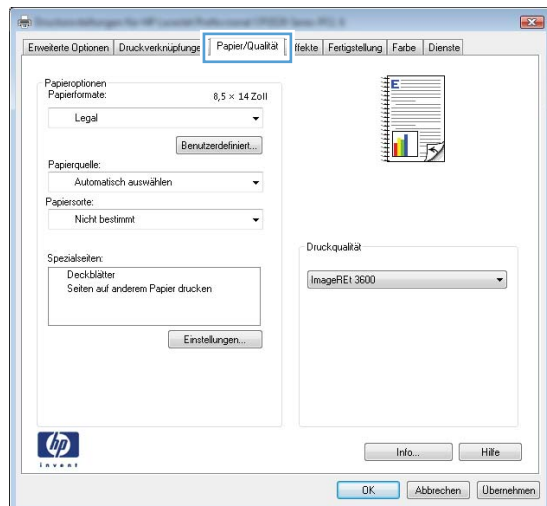 Erweiterte Optionen Druckverknüpfunge Papier/Qualität ffekte Fertigstellung Farbe Dienste
Papieroptionen
Papierformate: 8,5 × 14 Zoll
Legal
Benutzerdefiniert...
Papierquelle:
Automatisch auswählen
Papiersorte:
Nicht bestimmt
Spezialseiten:
Deckblätter
Seiten auf anderem Papier drucken
Einstellungen...
E
Druckqualität
ImageREt 3600
hp
invent
Info... Hilfe
OK Abbrechen Übernehmen